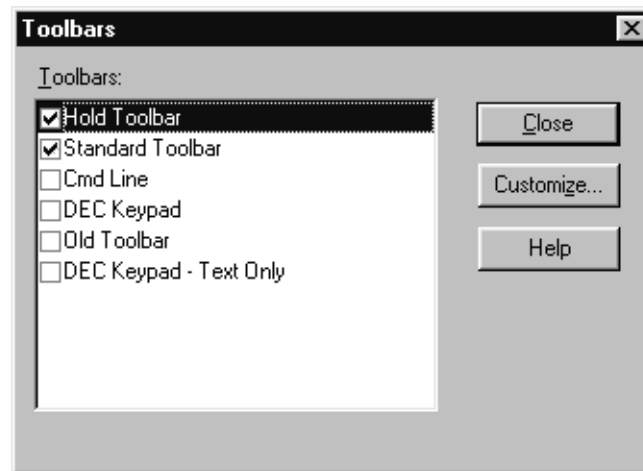 Toolbars
Toolbars:
Hold Toolbar
Standard Toolbar
Cmd Line
DEC Keypad
Old Toolbar
DEC Keypad - Text Only
Close
Customize...
Help